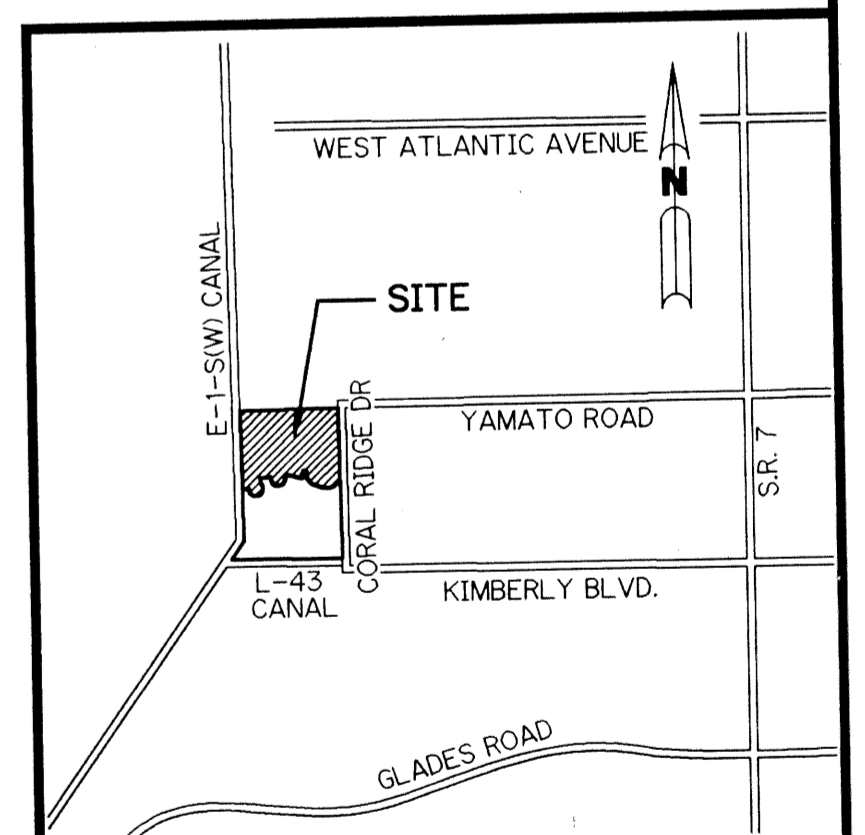 WEST ATLANTIC AVENUE
N
E-1-S(W) CANAL
SITE
CORAL RIDGE DR
YAMATO ROAD
S.R. 7
L-43
CANAL
KIMBERLY BLVD.
GLADES ROAD